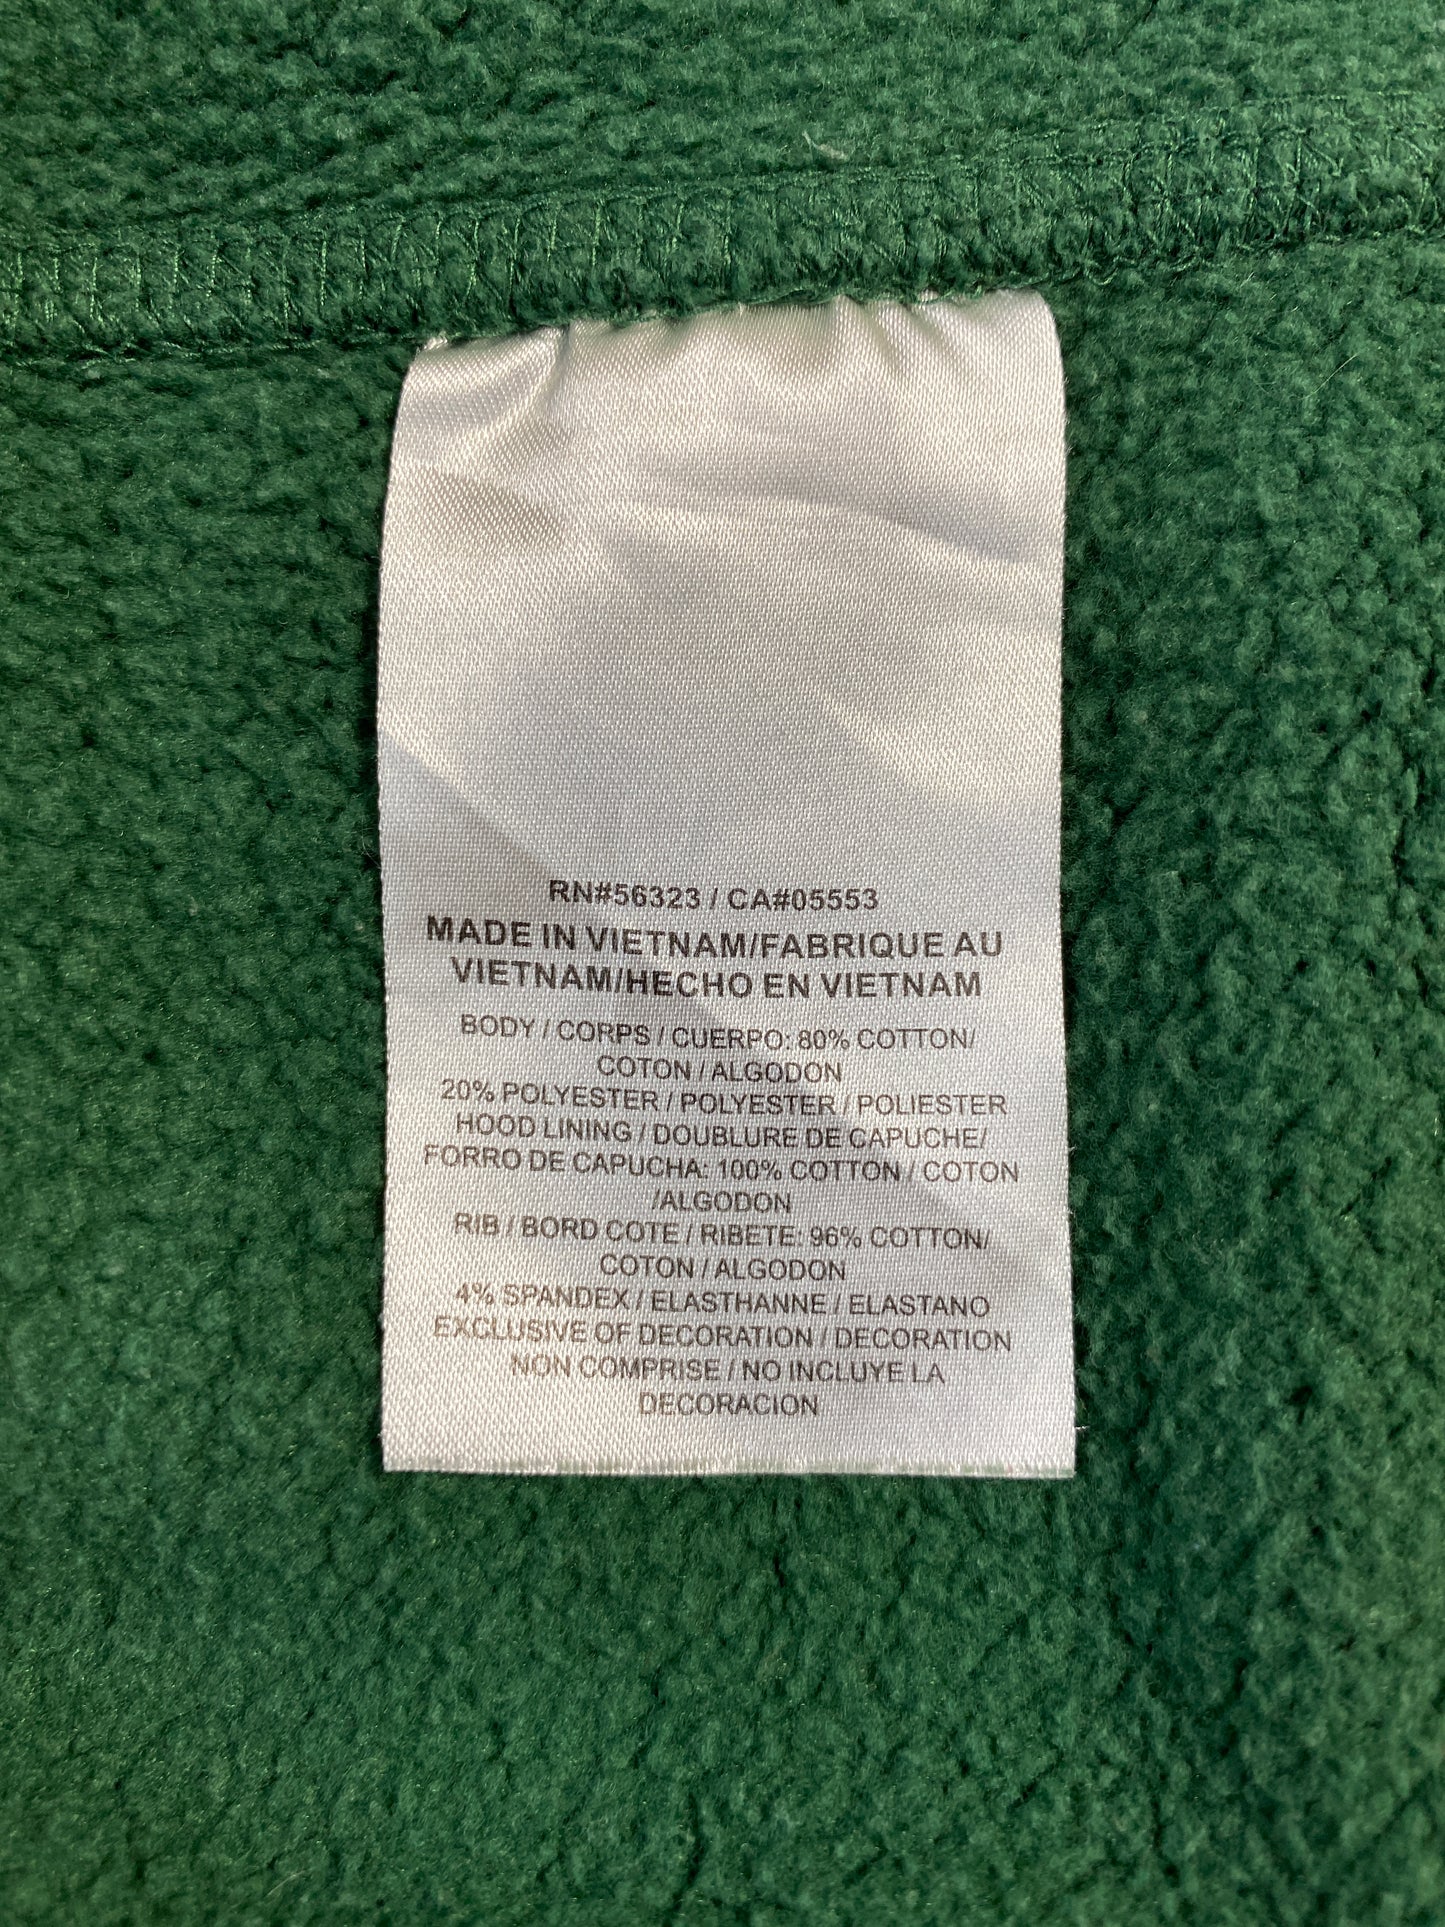 RN#56323 / CA#05553
MADE IN VIETNAM/FABRIQUE AU
VIETNAM/HECHO EN VIETNAM
BODY / CORPS / CUERPO: 80% COTTON/
COTON / ALGODON
20% POLYESTER / POLYESTER / POLIESTER
HOOD LINING / DOUBLURE DE CAPUCHE/
FORRO DE CAPUCHA: 100% COTTON / COTON
/ALGODON
RIB / BORD COTE / RIBETE: 96% COTTON/
COTON / ALGODON
4% SPANDEX / ELASTHANNE / ELASTANO
EXCLUSIVE OF DECORATION / DECORATION
NON COMPRISE / NO INCLUYE LA
DECORACION